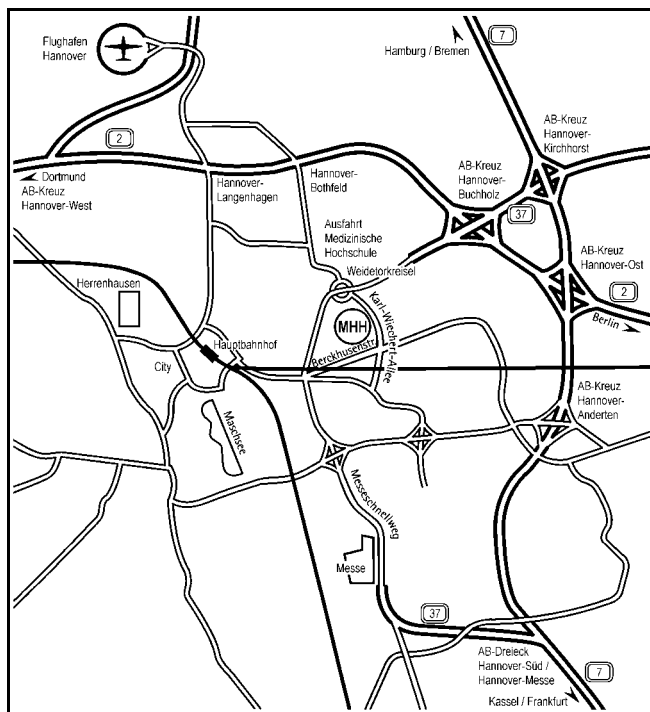 7
Hamburg / Bremen
Flughafen
Hannover
AB-Kreuz
Hannover-
Kirchhorst
2
Dortmund
AB-Kreuz
Hannover-West
Hannover-
Langenhagen
Hannover-
Bothfeld
AB-Kreuz
Hannover-
Buchholz
37
Ausfahrt
Medizinische
Hochschule
Weidetorkreisel
AB-Kreuz
Hannover-Ost
2
Berlin
Herrenhausen
MHH
Karl-Wiechert-Allee
Hauptbahnhof
Berckhusenstr.
City
AB-Kreuz
Hannover-
Anderten
Maschsee
Messeschnellweg
Messe
37
AB-Dreieck
Hannover-Süd /
Hannover-Messe
7
Kassel / Frankfurt